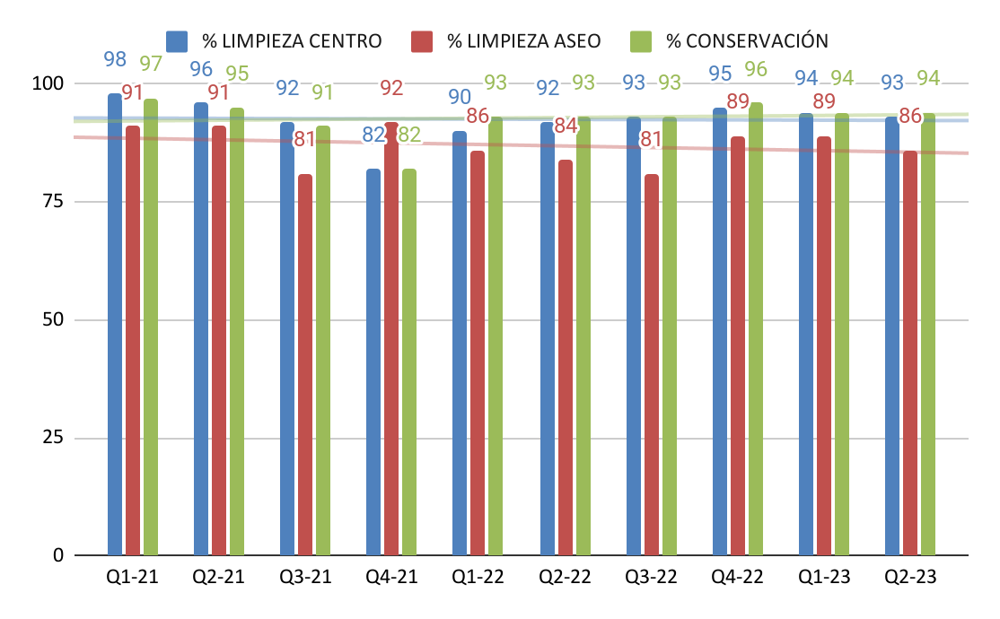 % LIMPIEZA CENTRO % LIMPIEZA ASEO % CONSERVACIÓN
98 91 97 96 91 95 92 81 91 82 92 82 90 86 93 92 84 93 93 81 93 95 89 96 94 89 94 93 86 94
100
75
50
25
0
Q1-21 Q2-21 Q3-21 Q4-21 Q1-22 Q2-22 Q3-22 Q4-22 Q1-23 Q2-23